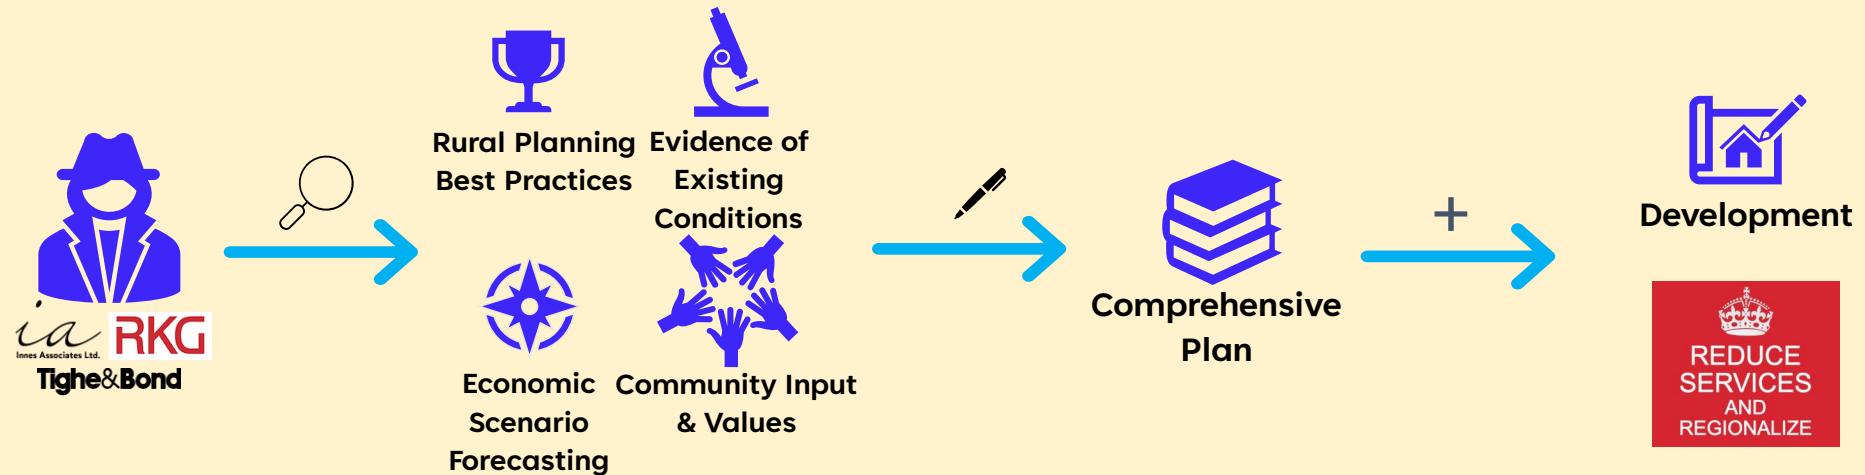 ia
Innes Associates Ltd.
RKG
Tighe&Bond
Rural Planning
Best Practices
Evidence of
Existing
Conditions
Economic
Scenario
Forecasting
Community Input
& Values
Comprehensive
Plan
+
Development
REDUCE
SERVICES
AND
REGIONALIZE